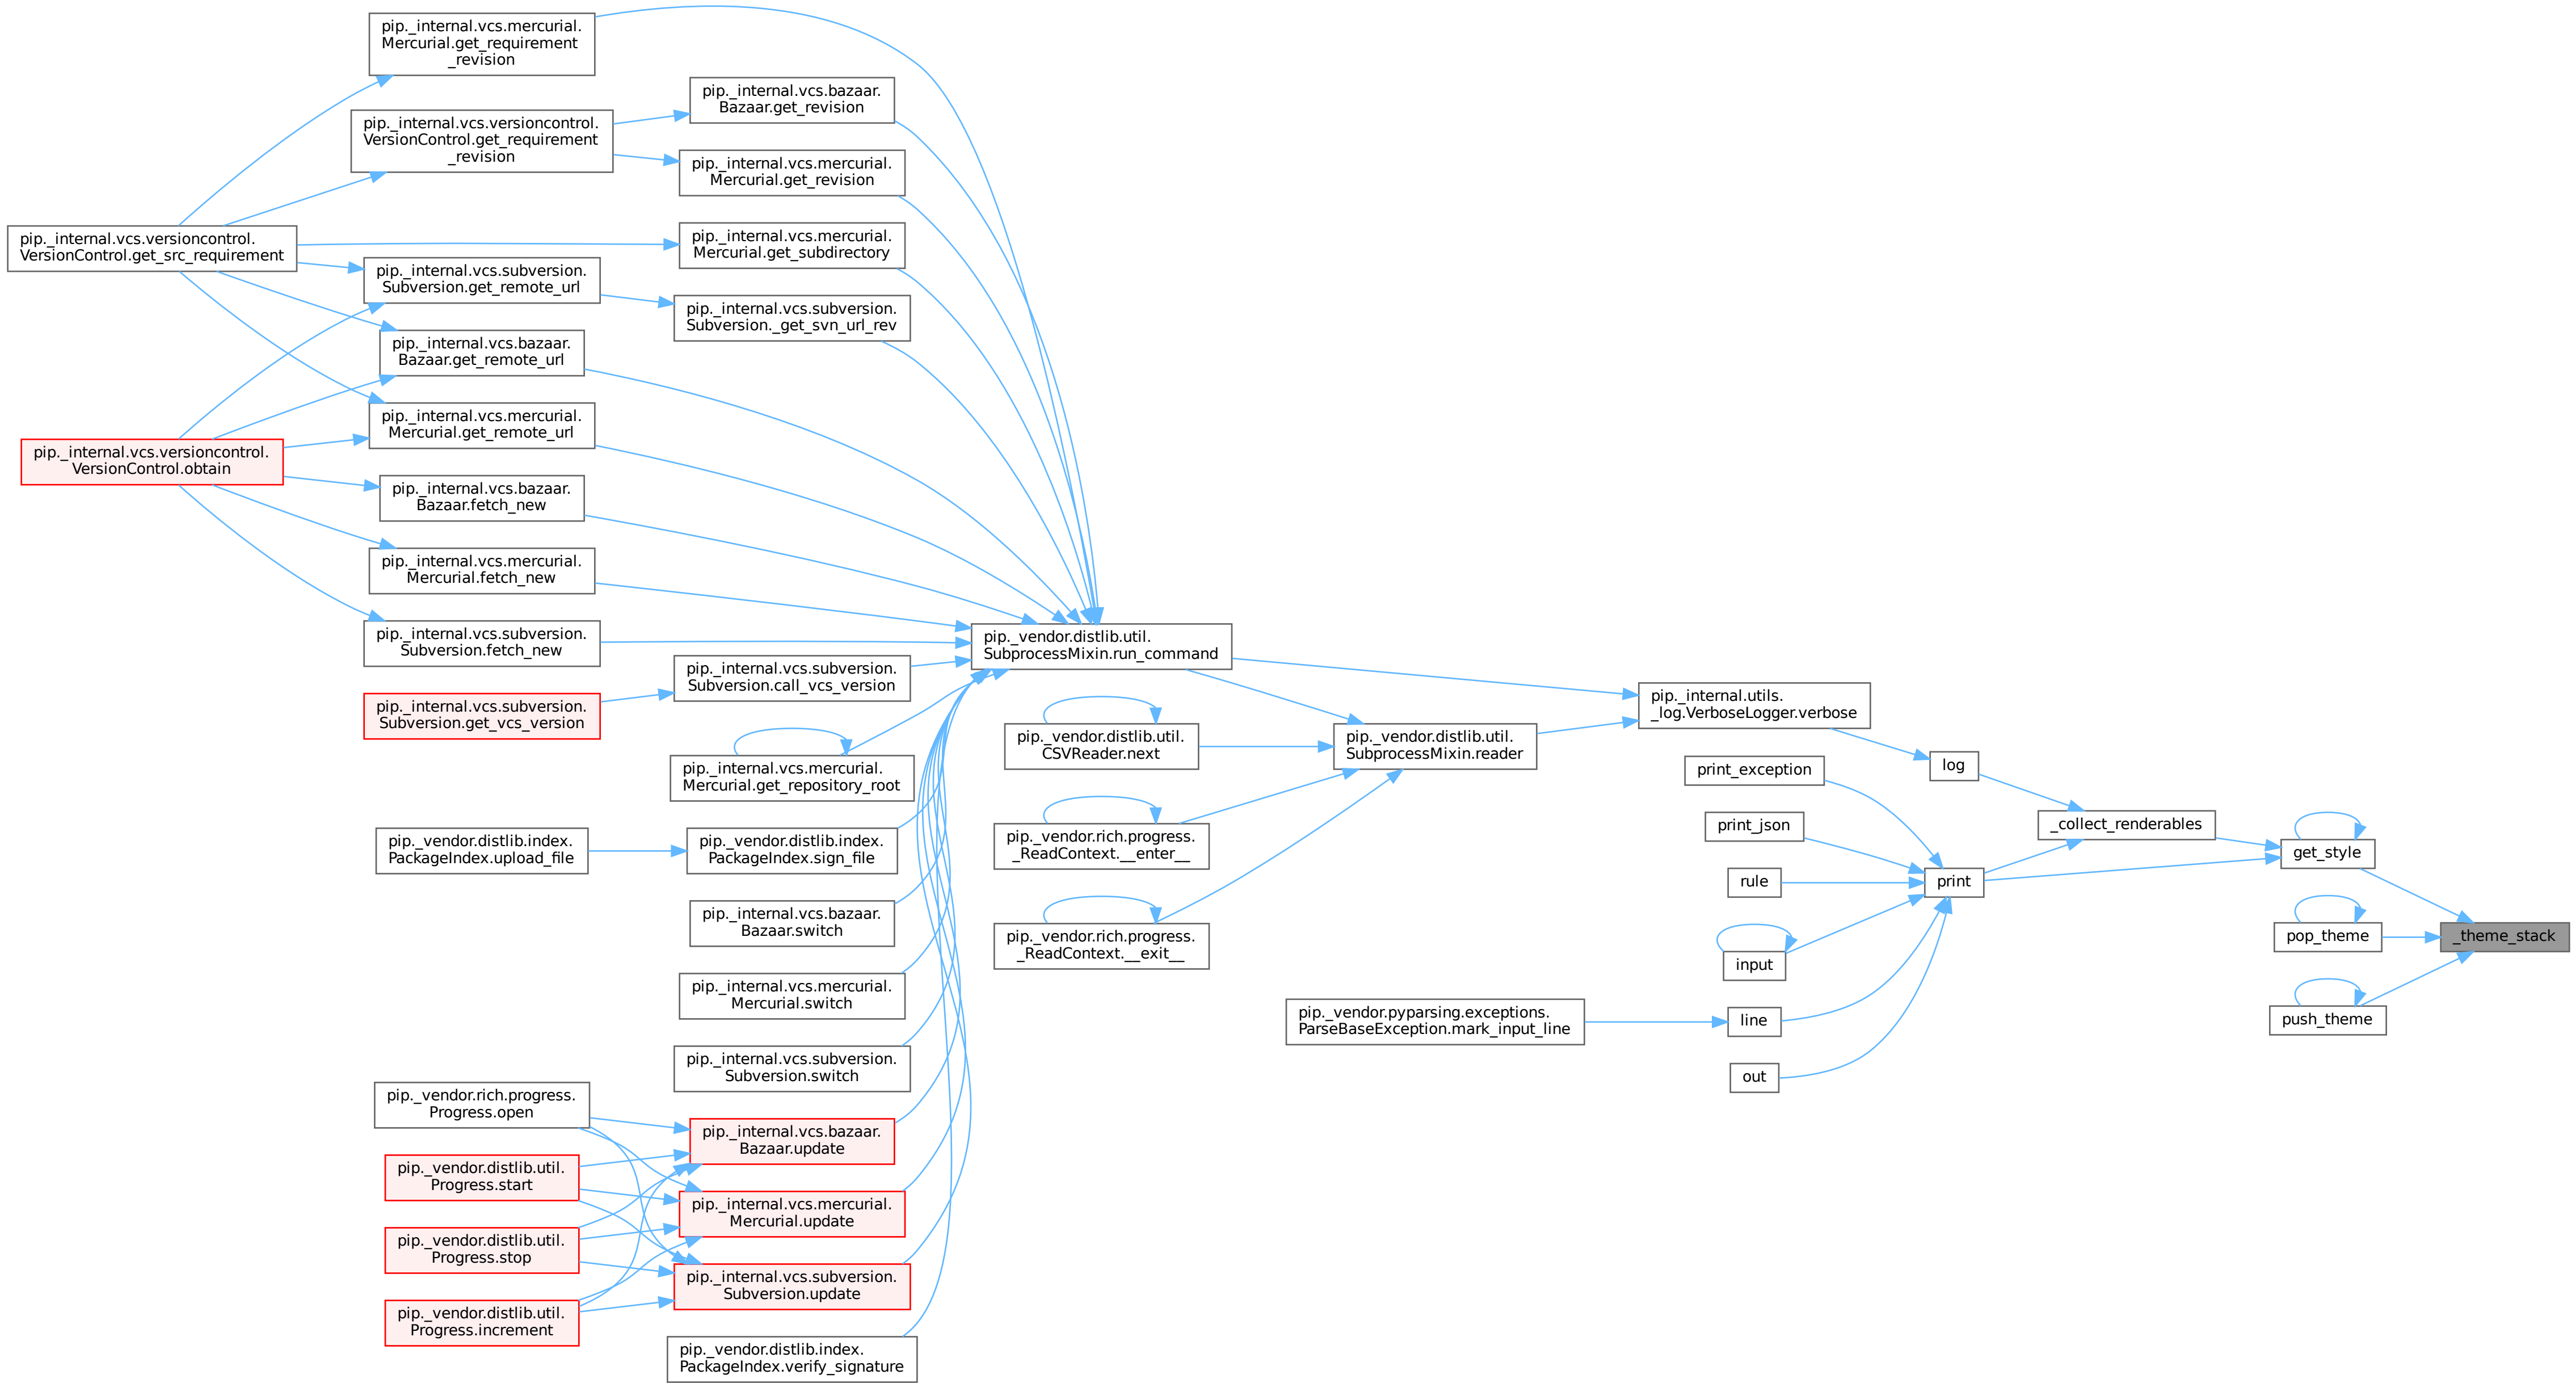 pip._internal.vcs.mercurial.
Mercurial.get_requirement
_revision
pip._internal.vcs.bazaar.
Bazaar.get_revision
pip._internal.vcs.versioncontrol.
VersionControl.get_requirement
_revision
pip._internal.vcs.mercurial.
Mercurial.get_revision
pip._internal.vcs.versioncontrol.
VersionControl.get_src_requirement
pip._internal.vcs.mercurial.
Mercurial.get_subdirectory
pip._internal.vcs.subversion.
Subversion.get_remote_url
pip._internal.vcs.subversion.
Subversion._get_svn_url_rev
pip._internal.vcs.bazaar.
Bazaar.get_remote_url
pip._internal.vcs.mercurial.
Mercurial.get_remote_url
pip._internal.vcs.versioncontrol.
VersionControl.obtain
pip._internal.vcs.bazaar.
Bazaar.fetch_new
pip._internal.vcs.mercurial.
Mercurial.fetch_new
pip._internal.vcs.subversion.
Subversion.fetch_new
pip._vendor.distlib.util.
SubprocessMixin.run_command
pip._internal.vcs.subversion.
Subversion.call_vcs_version
pip._internal.vcs.subversion.
Subversion.get_vcs_version
pip._internal.utils.
_log.VerboseLogger.verbose
pip._vendor.distlib.util.
CSVReader.next
pip._vendor.distlib.util.
SubprocessMixin.reader
pip._internal.vcs.mercurial.
Mercurial.get_repository_root
log
print_exception
print_json
_collect_renderables
get_style
pip._vendor.rich.progress.
_ReadContext.__enter__
pip._vendor.distlib.index.
PackageIndex.upload_file
pip._vendor.distlib.index.
PackageIndex.sign_file
rule
print
pip._internal.vcs.bazaar.
Bazaar.switch
pip._vendor.rich.progress.
_ReadContext.__exit__
pop_theme
_theme_stack
input
pip._internal.vcs.mercurial.
Mercurial.switch
pip._vendor.pyparsing.exceptions.
ParseBaseException.mark_input_line
line
push_theme
pip._internal.vcs.subversion.
Subversion.switch
out
pip._vendor.rich.progress.
Progress.open
pip._internal.vcs.bazaar.
Bazaar.update
pip._vendor.distlib.util.
Progress.start
pip._internal.vcs.mercurial.
Mercurial.update
pip._vendor.distlib.util.
Progress.stop
pip._internal.vcs.subversion.
Subversion.update
pip._vendor.distlib.util.
Progress.increment
pip._vendor.distlib.index.
PackageIndex.verify_signature